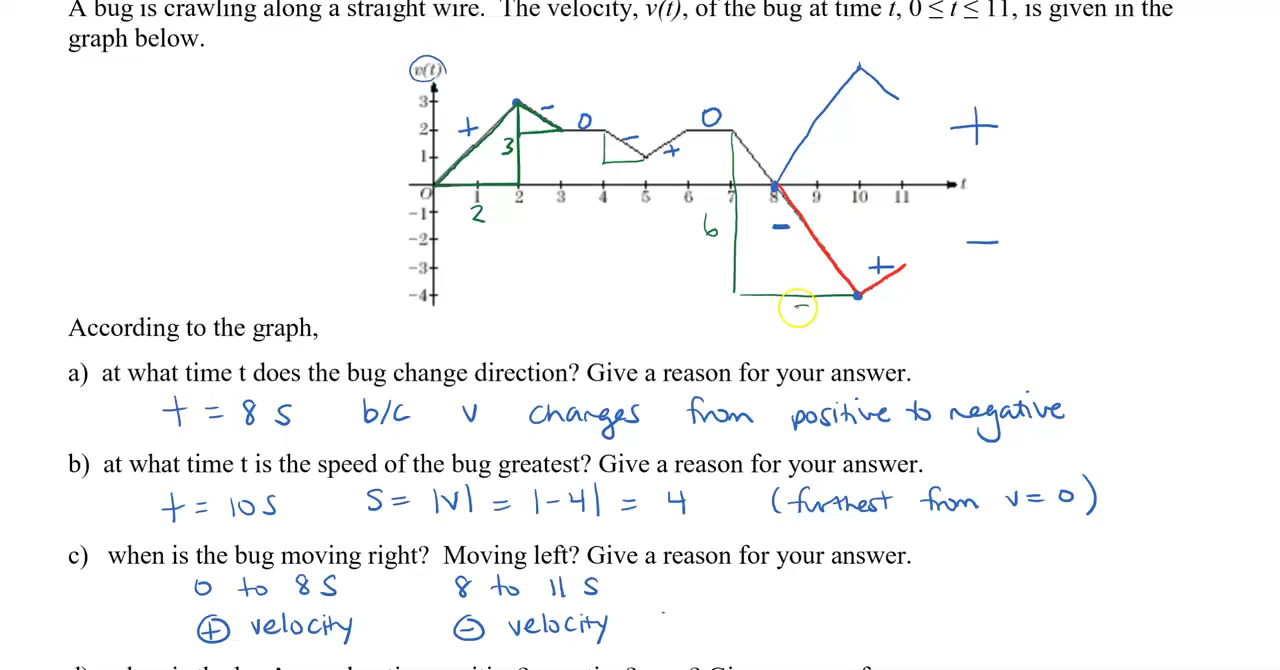 A bug is crawling along a straight wire. The velocity, v(t), of the bug at time t, 0 ≤ t ≤ 11, is given in the
graph below.
v(t)
3
2
1
O 1 2 3 4 5 6 7 8 9 10 11 t
-1
-2
-3
-4
+ - 0 - + 0 - +
3
2
6
-
+
-
According to the graph,
a) at what time t does the bug change direction? Give a reason for your answer.
t = 8 s b/c v changes from positive to negative
b) at what time t is the speed of the bug greatest? Give a reason for your answer.
t = 10 s s = |v| = |-4| = 4 (furthest from v = 0)
c) when is the bug moving right? Moving left? Give a reason for your answer.
0 to 8 s 8 to 11 s
+ velocity - velocity